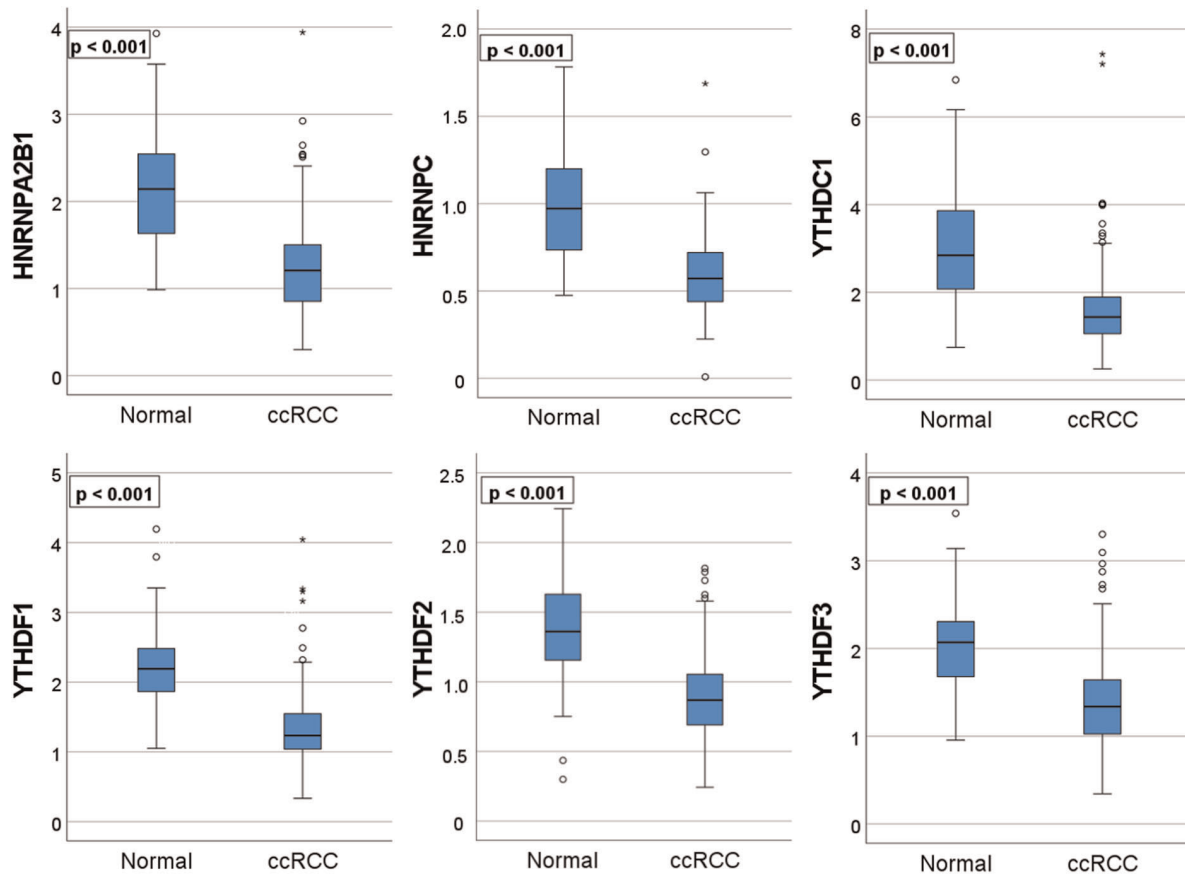 HNRNPA2B1
4
3
2
1
0
p < 0.001
Normal
ccRCC
HNRNPC
2.0
1.5
1.0
0.5
0
p < 0.001
Normal
ccRCC
YTHDC1
8
6
4
2
0
p < 0.001
Normal
ccRCC
YTHDF1
5
4
3
2
1
0
p < 0.001
Normal
ccRCC
YTHDF2
2.5
2.0
1.5
1.0
0.5
0
p < 0.001
Normal
ccRCC
YTHDF3
4
3
2
1
0
p < 0.001
Normal
ccRCC